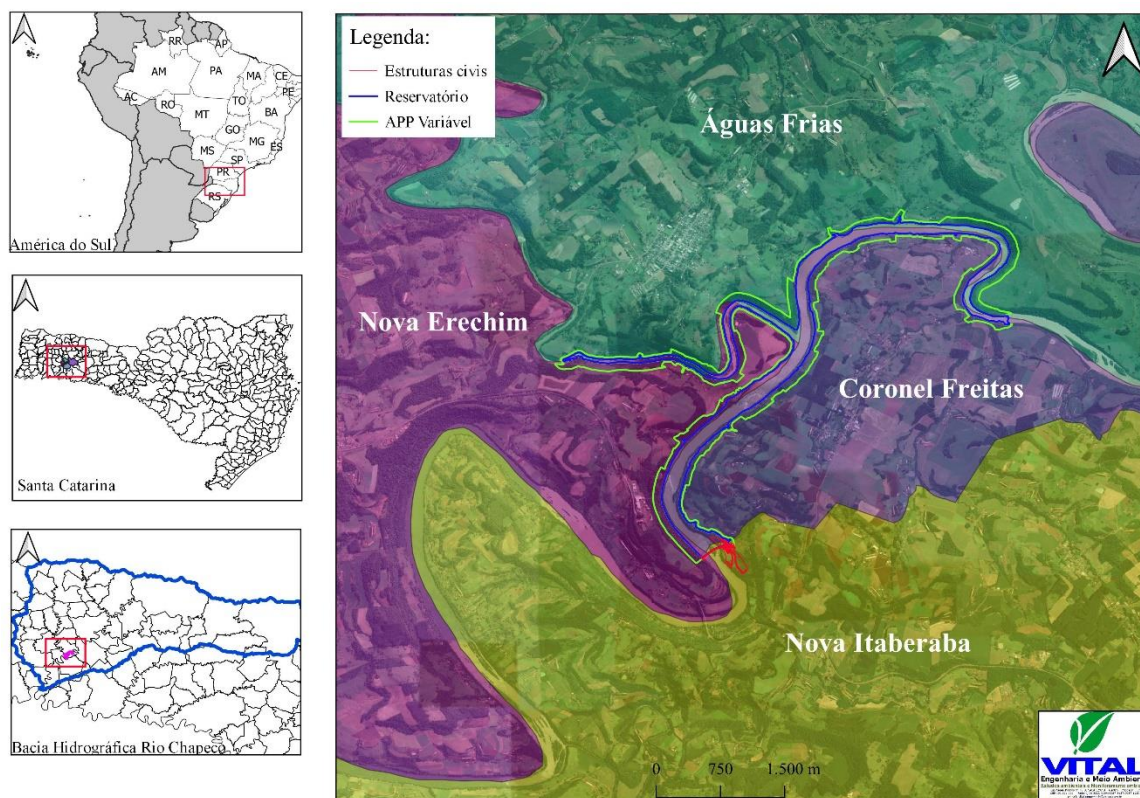 RR
AP
AM
PA
MA
CE
PE
AC
RO
TO
MT
BA
GO
MG
MS
ES
SP
PR
RS
América do Sul
Santa Catarina
Bacia Hidrográfica Rio Chapecó
Legenda:
Estruturas civis
Reservatório
APP Variável
Águas Frias
Nova Erechim
Coronel Freitas
Nova Itaberaba
0 750 1.500 m
VITAL
Engenharia e Meio Ambien